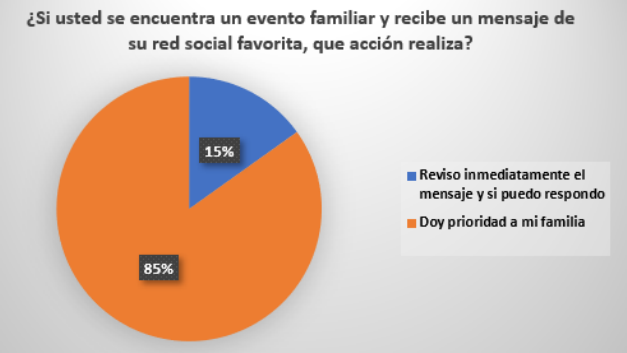 ¿Si usted se encuentra un evento familiar y recibe un mensaje de
su red social favorita, que acción realiza?
15%
85%
Reviso inmediatamente el
mensaje y si puedo respondo
Doy prioridad a mi familia